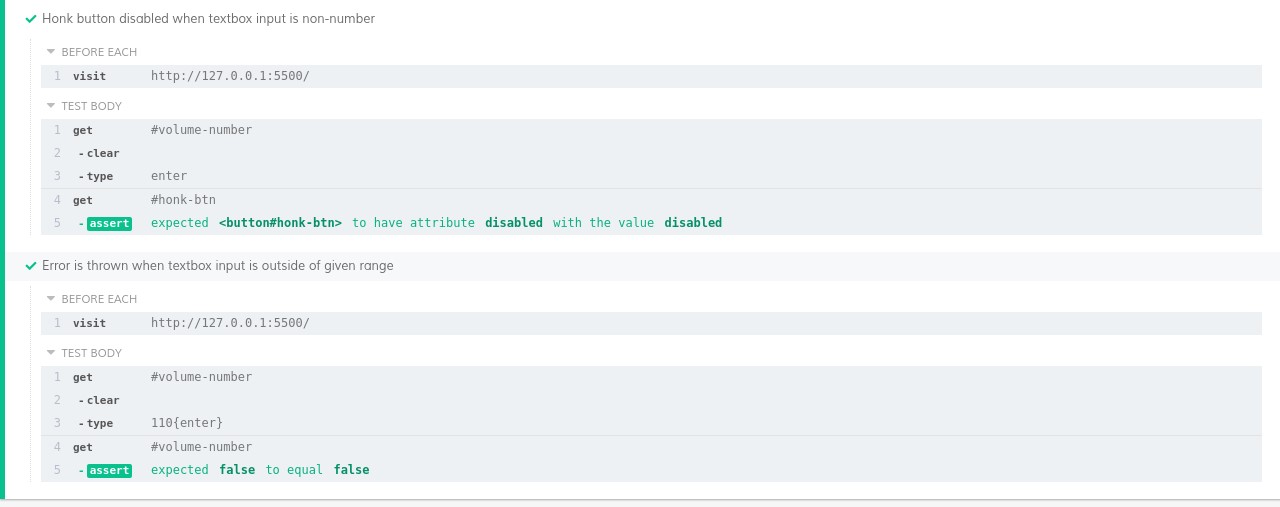 Honk button disabled when textbox input is non-number
BEFORE EACH
1 visit http://127.0.0.1:5500/
TEST BODY
1 get #volume-number
2 -clear
3 -type enter
4 get #honk-btn
5 -assert expected <button#honk-btn> to have attribute disabled with the value disabled
Error is thrown when textbox input is outside of given range
BEFORE EACH
1 visit http://127.0.0.1:5500/
TEST BODY
1 get #volume-number
2 -clear
3 -type 110{enter}
4 get #volume-number
5 -assert expected false to equal false